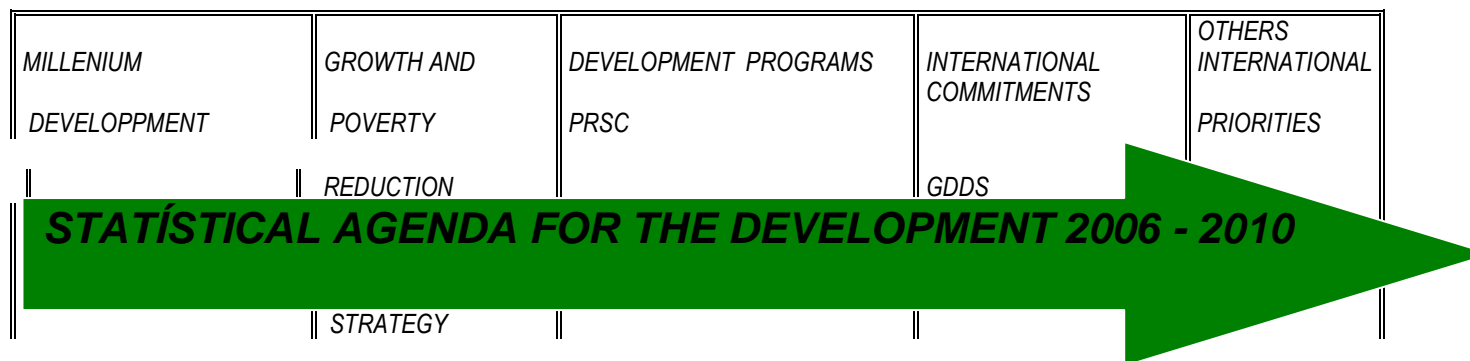 MILLENIUM
DEVELOPPMENT
GROWTH AND
POVERTY
REDUCTION
STRATEGY
DEVELOPMENT PROGRAMS
PRSC
INTERNATIONAL
COMMITMENTS
GDDS
OTHERS
INTERNATIONAL
PRIORITIES
STATÍSTICAL AGENDA FOR THE DEVELOPMENT 2006 - 2010